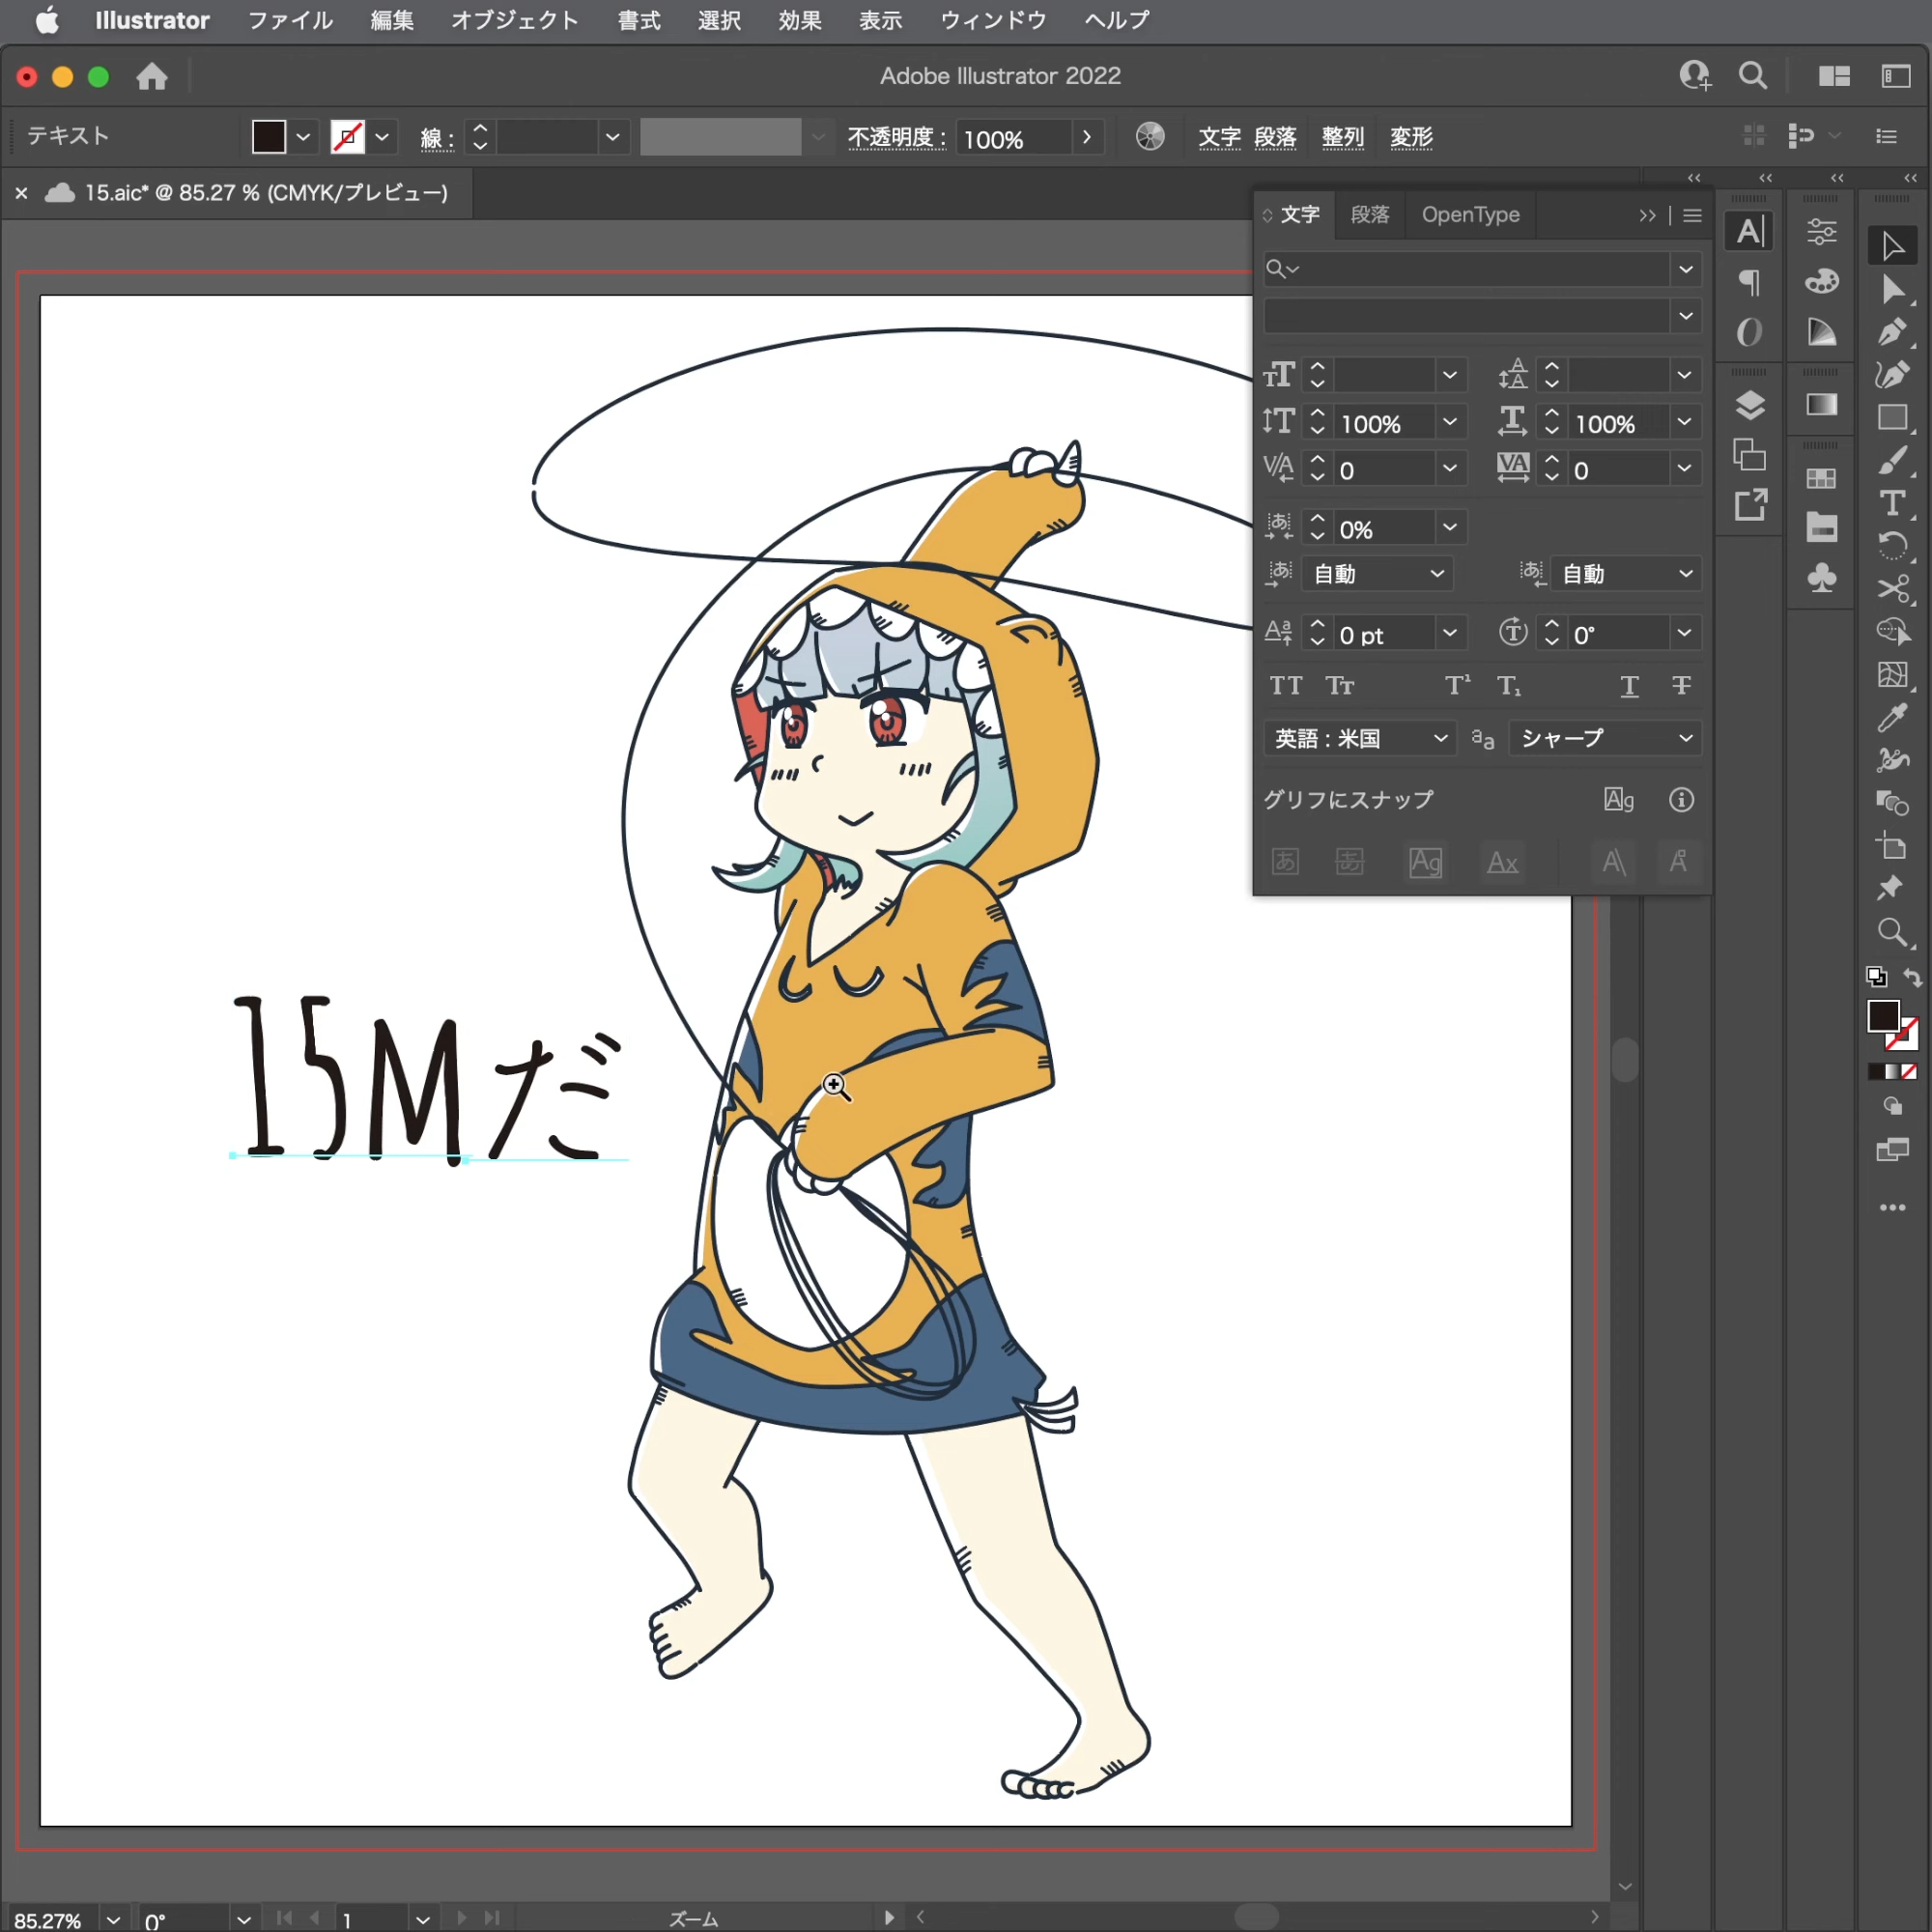 Illustrator ファイル 編集 オブジェクト 書式 選択 効果 表示 ウィンドウ ヘルプ
Adobe Illustrator 2022
テキスト 線: 不透明度: 100% 文字 段落 整列 変形
15.aic* @ 85.27 % (CMYK/プレビュー)
文字 段落 OpenType
100% 100%
0 0
0%
自動 自動
0 pt 0°
英語:米国 シャープ
グリフにスナップ
15Mだ
85.27% 0° 1 ズーム